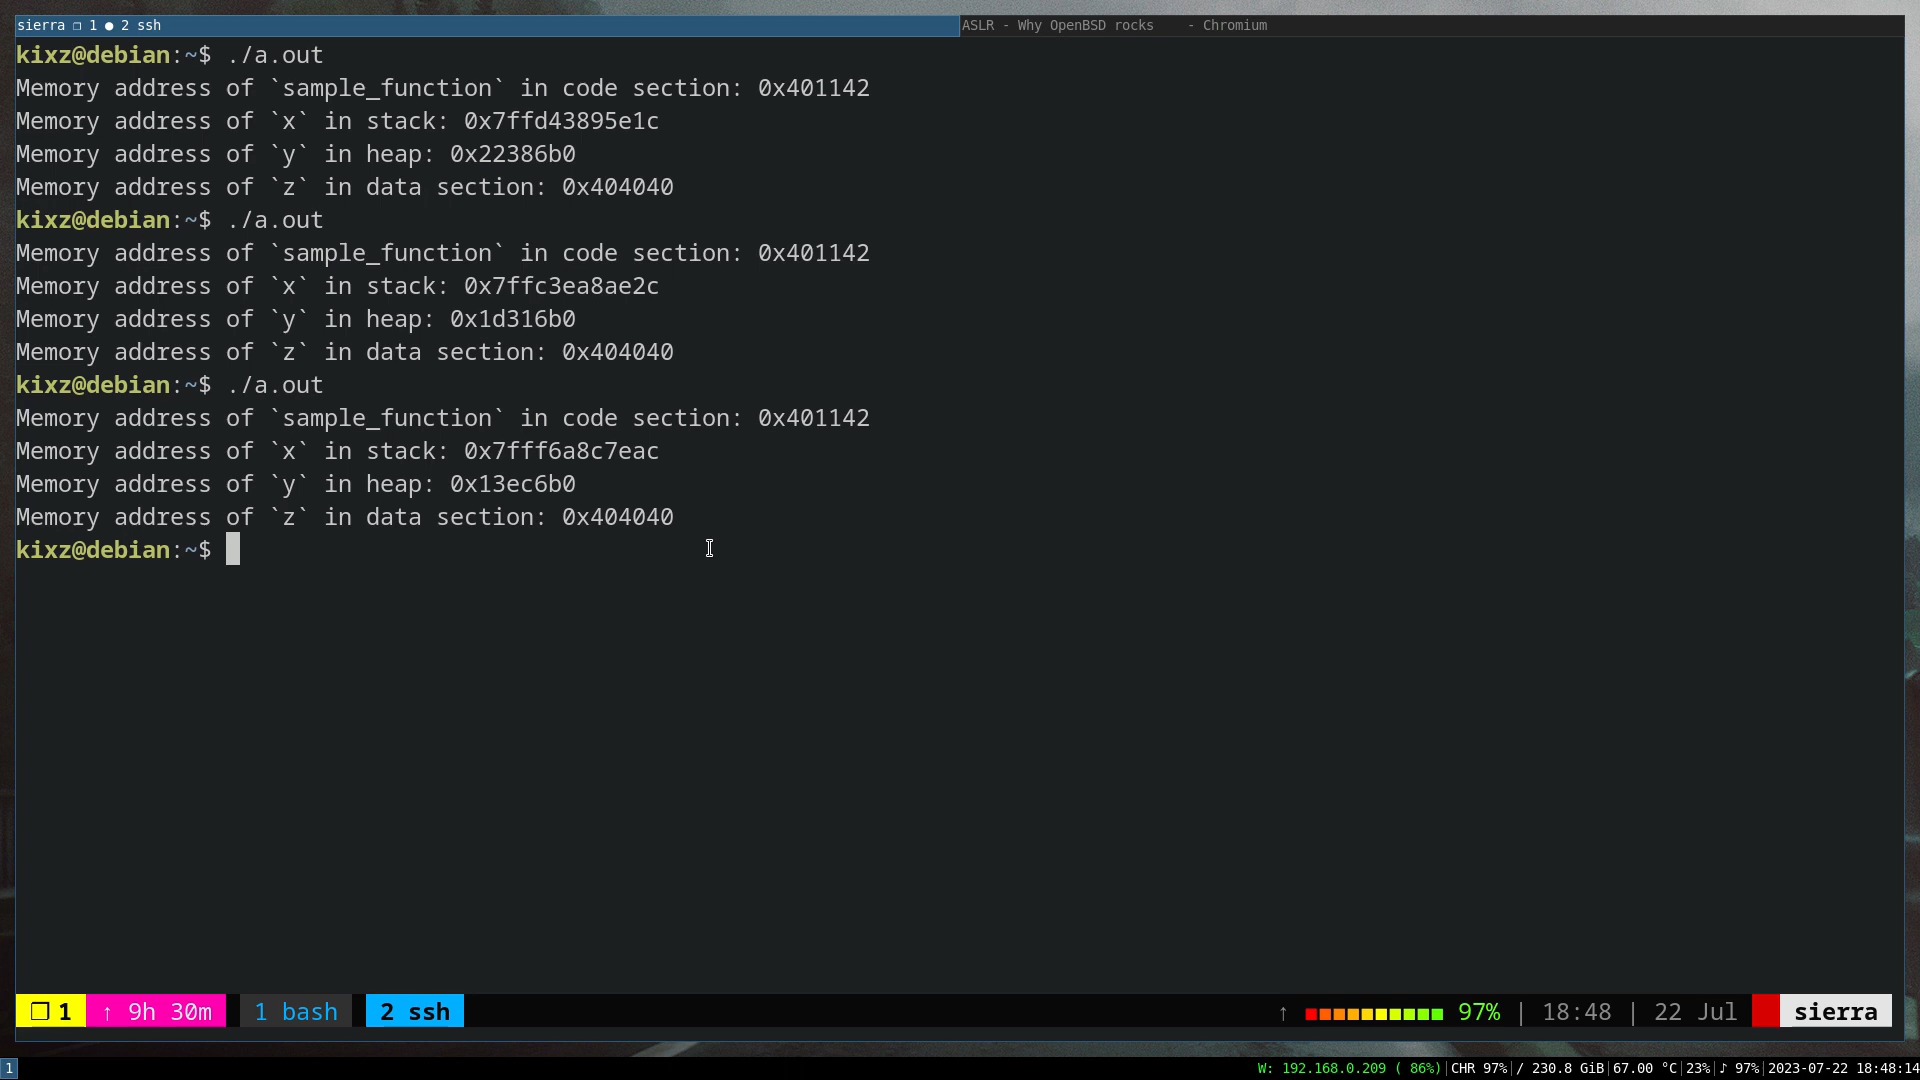 sierra ❐ 1 ● 2 ssh
ASLR - Why OpenBSD rocks - Chromium
kixz@debian:~$ ./a.out
Memory address of `sample_function` in code section: 0x401142
Memory address of `x` in stack: 0x7ffd43895e1c
Memory address of `y` in heap: 0x22386b0
Memory address of `z` in data section: 0x404040
kixz@debian:~$ ./a.out
Memory address of `sample_function` in code section: 0x401142
Memory address of `x` in stack: 0x7ffc3ea8ae2c
Memory address of `y` in heap: 0x1d316b0
Memory address of `z` in data section: 0x404040
kixz@debian:~$ ./a.out
Memory address of `sample_function` in code section: 0x401142
Memory address of `x` in stack: 0x7fff6a8c7eac
Memory address of `y` in heap: 0x13ec6b0
Memory address of `z` in data section: 0x404040
kixz@debian:~$
❐ 1 ↑ 9h 30m 1 bash 2 ssh ↑ 97% | 18:48 | 22 Jul sierra
1 W: 192.168.0.209 ( 86%)|CHR 97%|/ 230.8 GiB|67.00 °C|23%|♪ 97%|2023-07-22 18:48:14